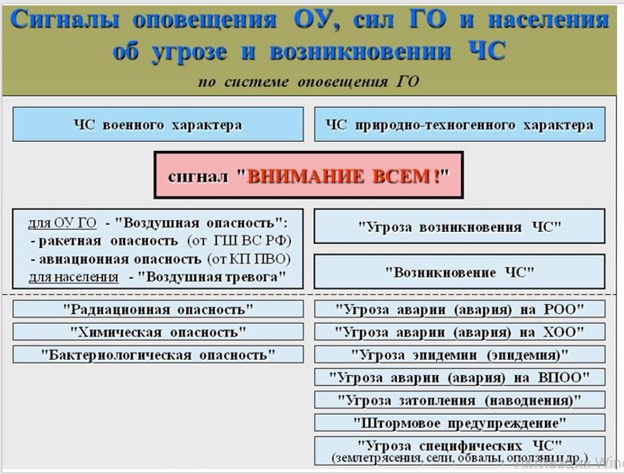 Сигналы оповещения ОУ, сил ГО и населения
об угрозе и возникновении ЧС
по системе оповещения ГО
ЧС военного характера
ЧС природно-техногенного характера
сигнал "ВНИМАНИЕ ВСЕМ!"
для ОУ ГО - "Воздушная опасность":
- ракетная опасность (от ГШ ВС РФ)
- авиационная опасность (от КП ПВО)
для населения - "Воздушная тревога"
"Угроза возникновения ЧС"
"Возникновение ЧС"
"Радиационная опасность"
"Химическая опасность"
"Бактериологическая опасность"
"Угроза аварии (авария) на РОО"
"Угроза аварии (авария) на ХОО"
"Угроза эпидемии (эпидемия)"
"Угроза аварии (авария) на ВПОО"
"Угроза затопления (наводнения)"
"Штормовое предупреждение"
"Угроза специфических ЧС"
(землетрясения, сели, обвалы, оползни др.)
Активация Win